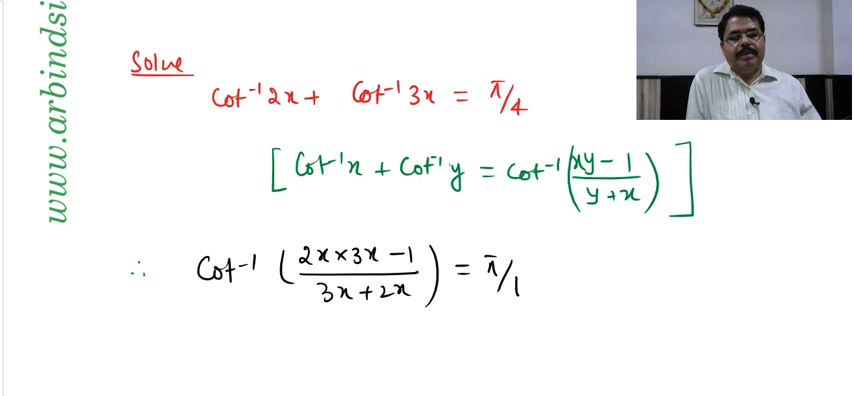 www.arbindsi
Solve
Cot⁻¹2x + Cot⁻¹3x = π/4
[Cot⁻¹x + Cot⁻¹y = Cot⁻¹((xy-1)/(y+x))]
∴ Cot⁻¹((2x×3x-1)/(3x+2x)) = π/1